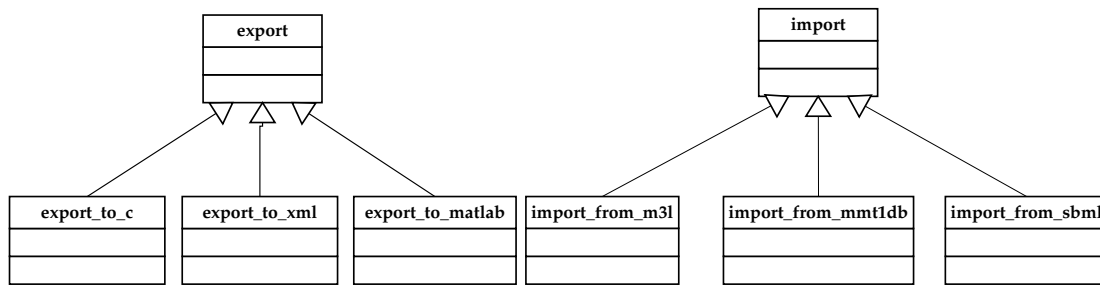 export
import
export_to_c
export_to_xml
export_to_matlab
import_from_m3l
import_from_mmt1db
import_from_sbml